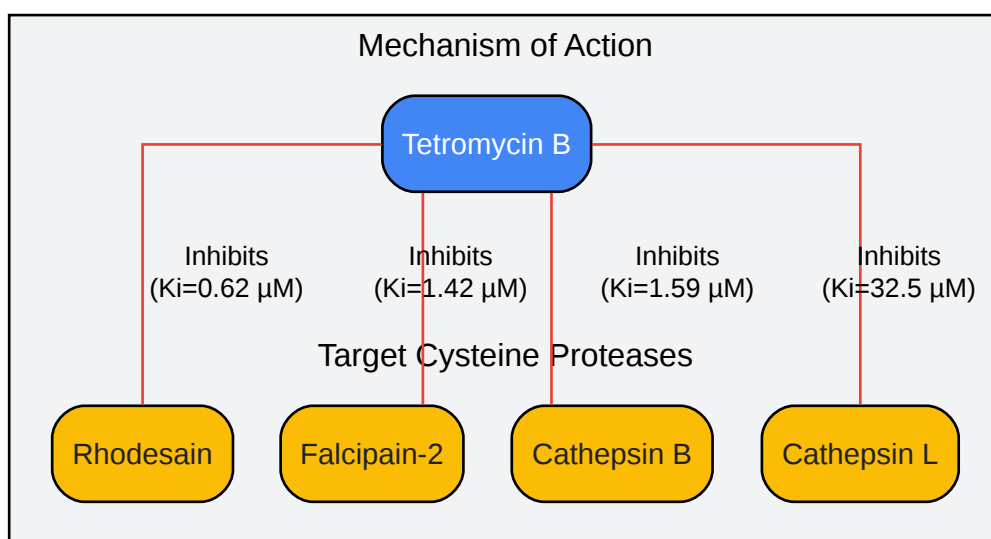 Mechanism of Action
Tetromycin B
Inhibits
(Ki=0.62 µM)
Inhibits
(Ki=1.42 µM)
Inhibits
(Ki=1.59 µM)
Inhibits
(Ki=32.5 µM)
Target Cysteine Proteases
Rhodesain
Falcipain-2
Cathepsin B
Cathepsin L